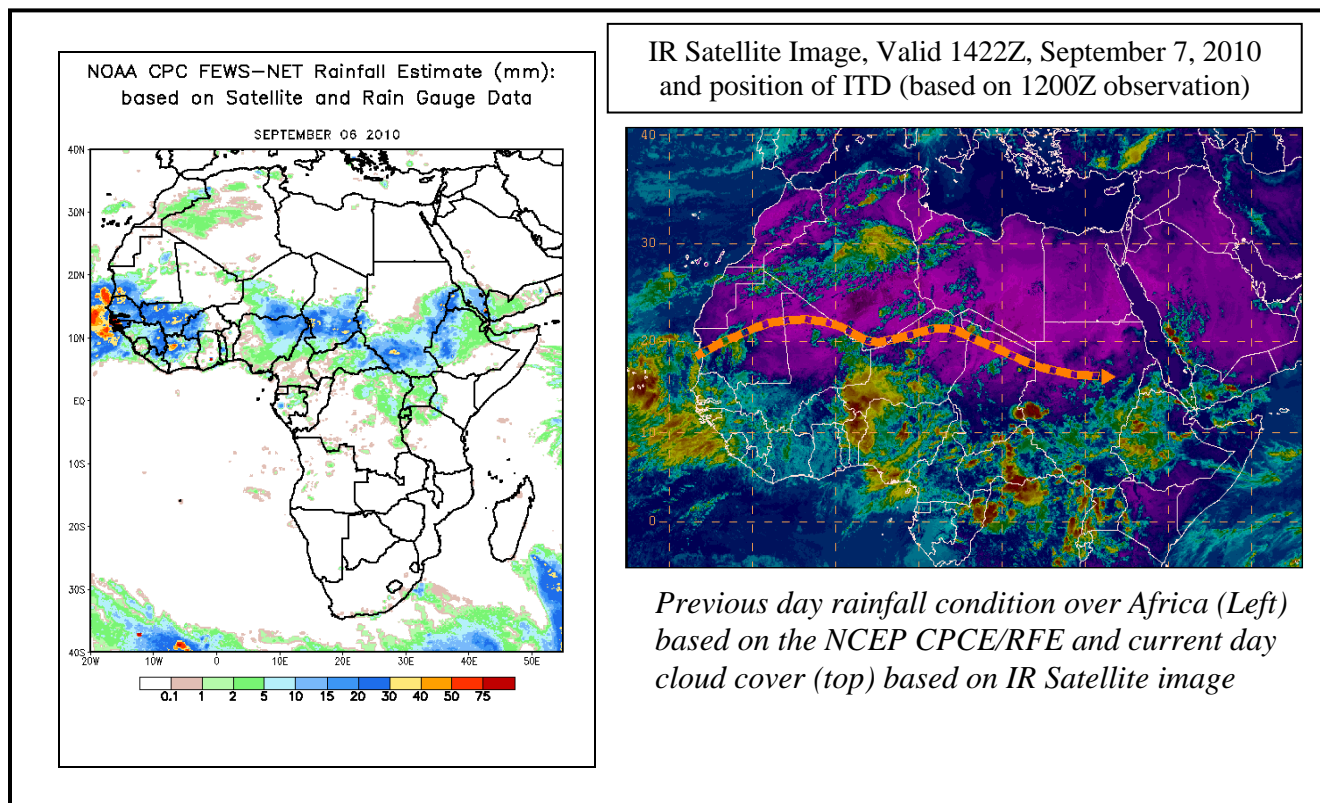 NOAA CPC FEWS-NET Rainfall Estimate (mm):
based on Satellite and Rain Gauge Data
SEPTEMBER 06 2010
40N
30N
20N
10N
EQ
10S
20S
30S
40S
20W 10W 0 10E 20E 30E 40E 50E
0.1 1 2 5 10 15 20 30 40 50 75
IR Satellite Image, Valid 1422Z, September 7, 2010
and position of ITD (based on 1200Z observation)
40
30
20
10
0
Previous day rainfall condition over Africa (Left)
based on the NCEP CPCE/RFE and current day
cloud cover (top) based on IR Satellite image